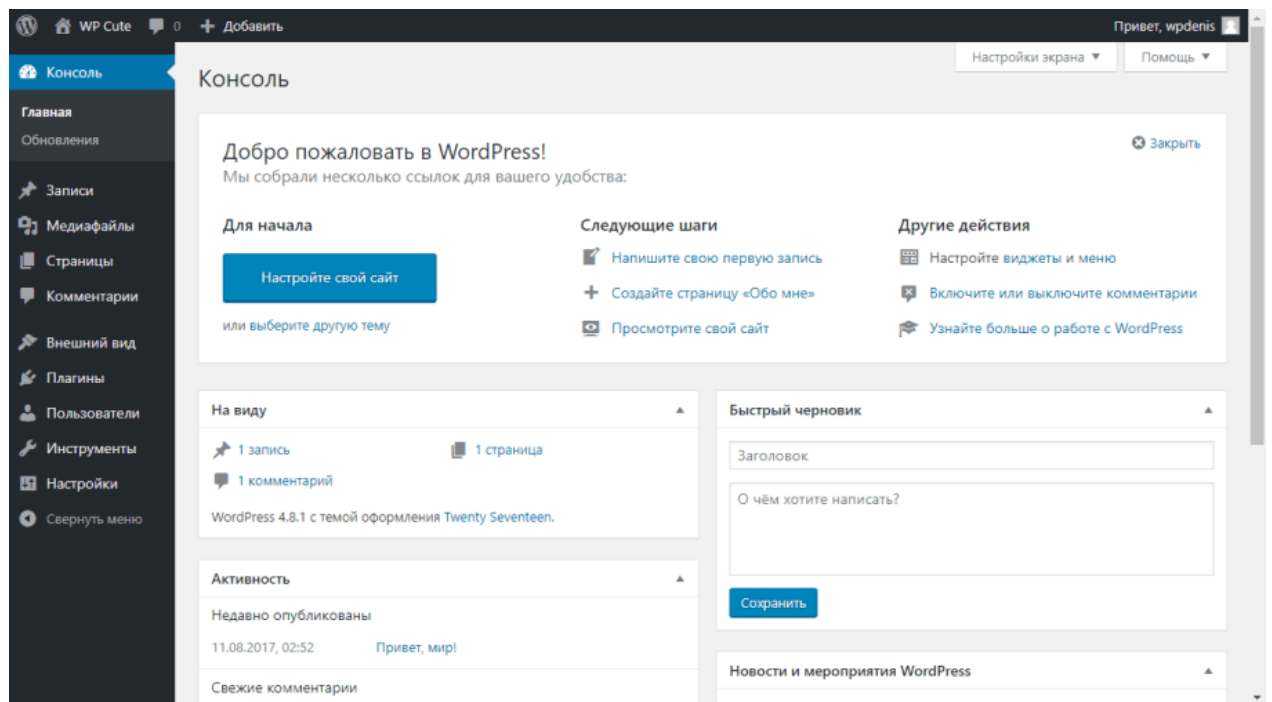 WP Cute 0 Добавить Привет, wpdenis
Настройки экрана Помощь
Консоль
Главная
Обновления
Записи
Медиафайлы
Страницы
Комментарии
Внешний вид
Плагины
Пользователи
Инструменты
Настройки
Свернуть меню
Консоль
Добро пожаловать в WordPress!
Мы собрали несколько ссылок для вашего удобства:
Закрыть
Для начала
Настройте свой сайт
или выберите другую тему
Следующие шаги
Напишите свою первую запись
Создайте страницу «Обо мне»
Просмотрите свой сайт
Другие действия
Настройте виджеты и меню
Включите или выключите комментарии
Узнайте больше о работе с WordPress
На виду
1 запись 1 страница
1 комментарий
WordPress 4.8.1 с темой оформления Twenty Seventeen.
Активность
Недавно опубликованы
11.08.2017, 02:52 Привет, мир!
Свежие комментарии
Быстрый черновик
Заголовок
О чём хотите написать?
Сохранить
Новости и мероприятия WordPress